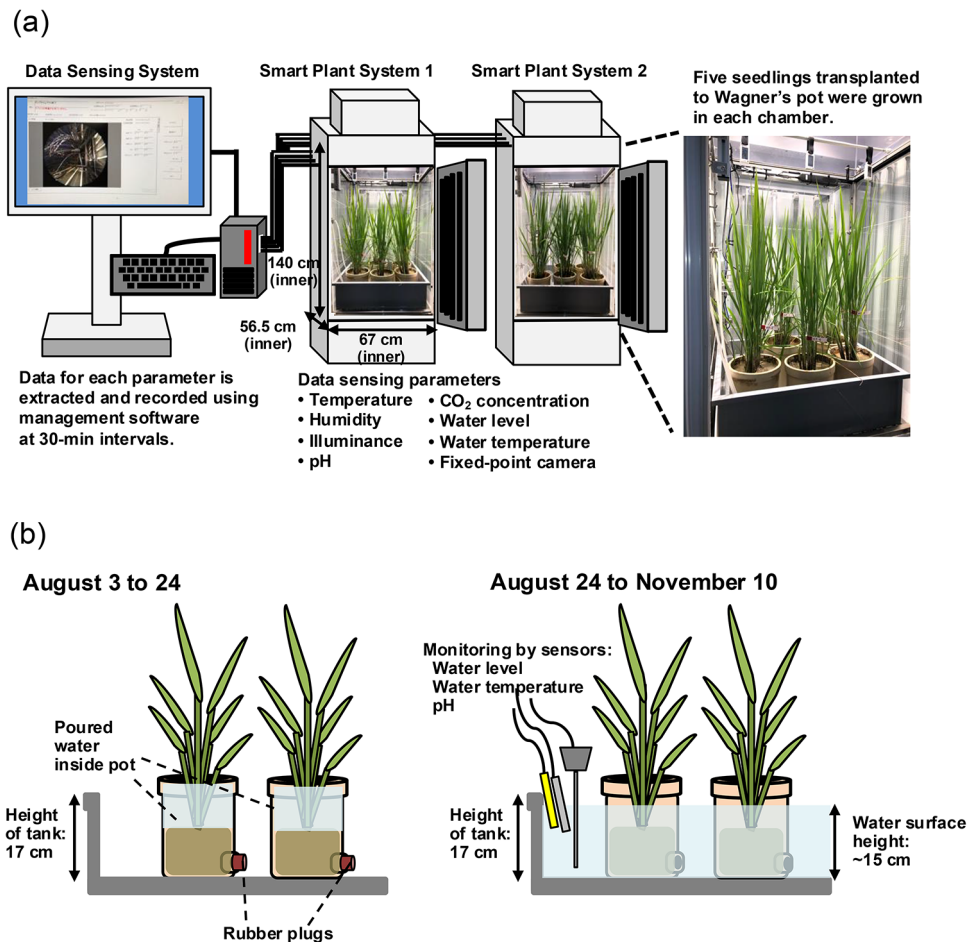 (a)
Data Sensing System
Smart Plant System 1
Smart Plant System 2
Five seedlings transplanted
to Wagner's pot were grown
in each chamber.
140 cm
(inner)
56.5 cm
(inner)
67 cm
(inner)
Data for each parameter is
extracted and recorded using
management software
at 30-min intervals.
Data sensing parameters
• Temperature
• Humidity
• Illuminance
• pH
• CO₂ concentration
• Water level
• Water temperature
• Fixed-point camera
(b)
August 3 to 24
Poured
water
inside pot
Height
of tank:
17 cm
Rubber plugs
August 24 to November 10
Monitoring by sensors:
Water level
Water temperature
pH
Height
of tank:
17 cm
Water surface
height:
~15 cm